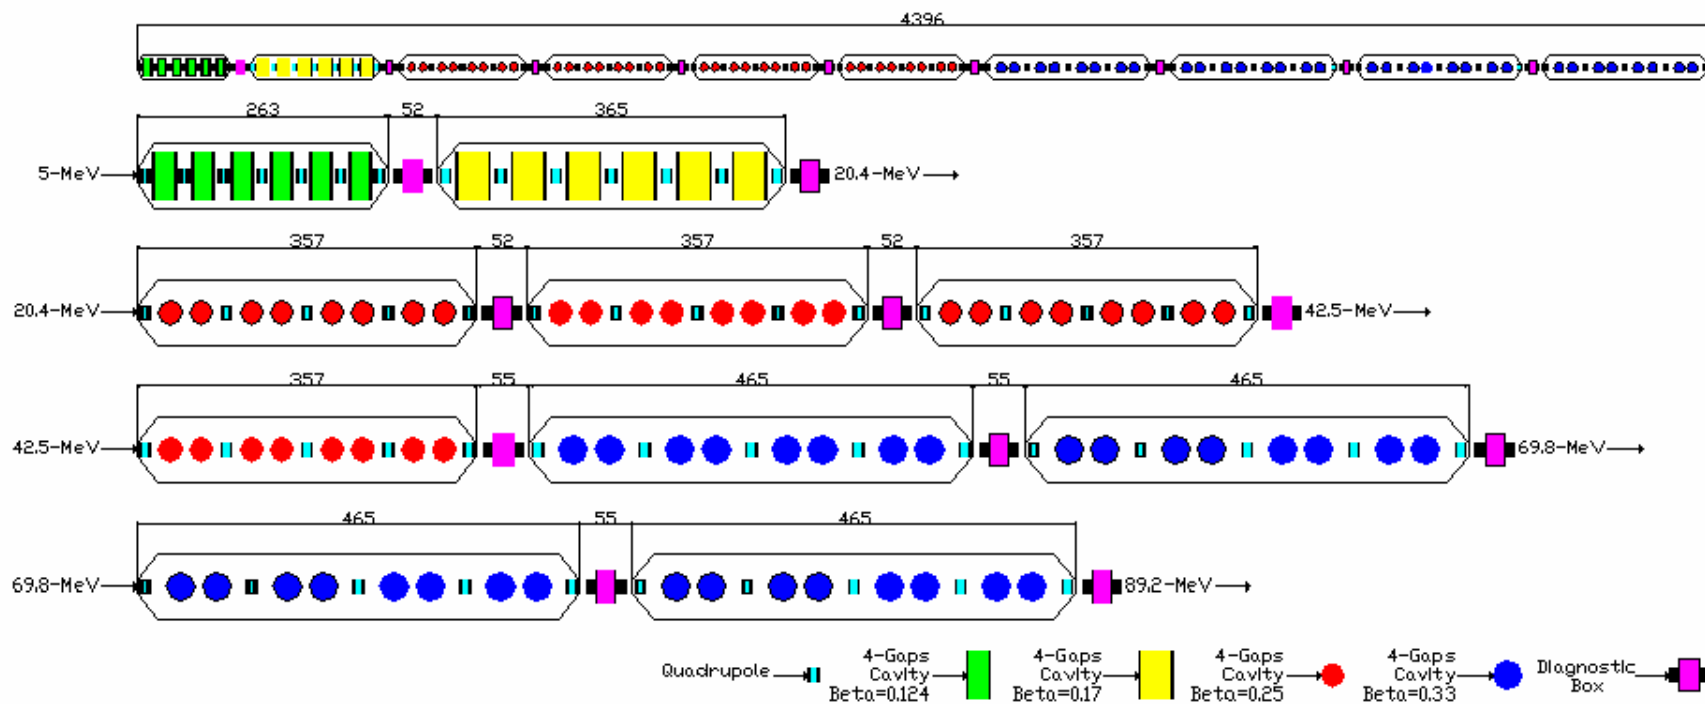 4396
263 52 365
5-MeV 20.4-MeV
357 52 357 52 357
20.4-MeV 42.5-MeV
357 55 465 55 465
42.5-MeV 69.8-MeV
465 55 465
69.8-MeV 89.2-MeV
Quadrupole
4-Gaps
Cavity
Beta=0.124
4-Gaps
Cavity
Beta=0.17
4-Gaps
Cavity
Beta=0.25
4-Gaps
Cavity
Beta=0.33
Diagnostic
Box